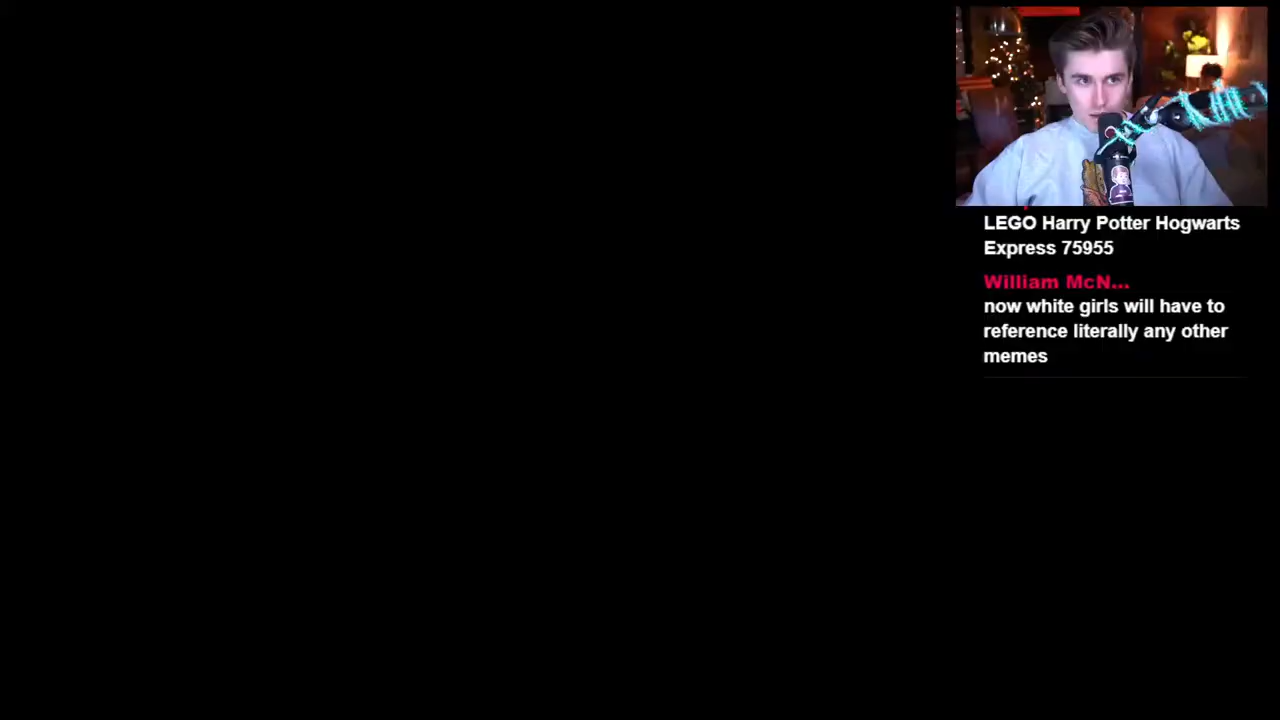 LEGO Harry Potter Hogwarts
Express 75955
William McN...
now white girls will have to
reference literally any other
memes